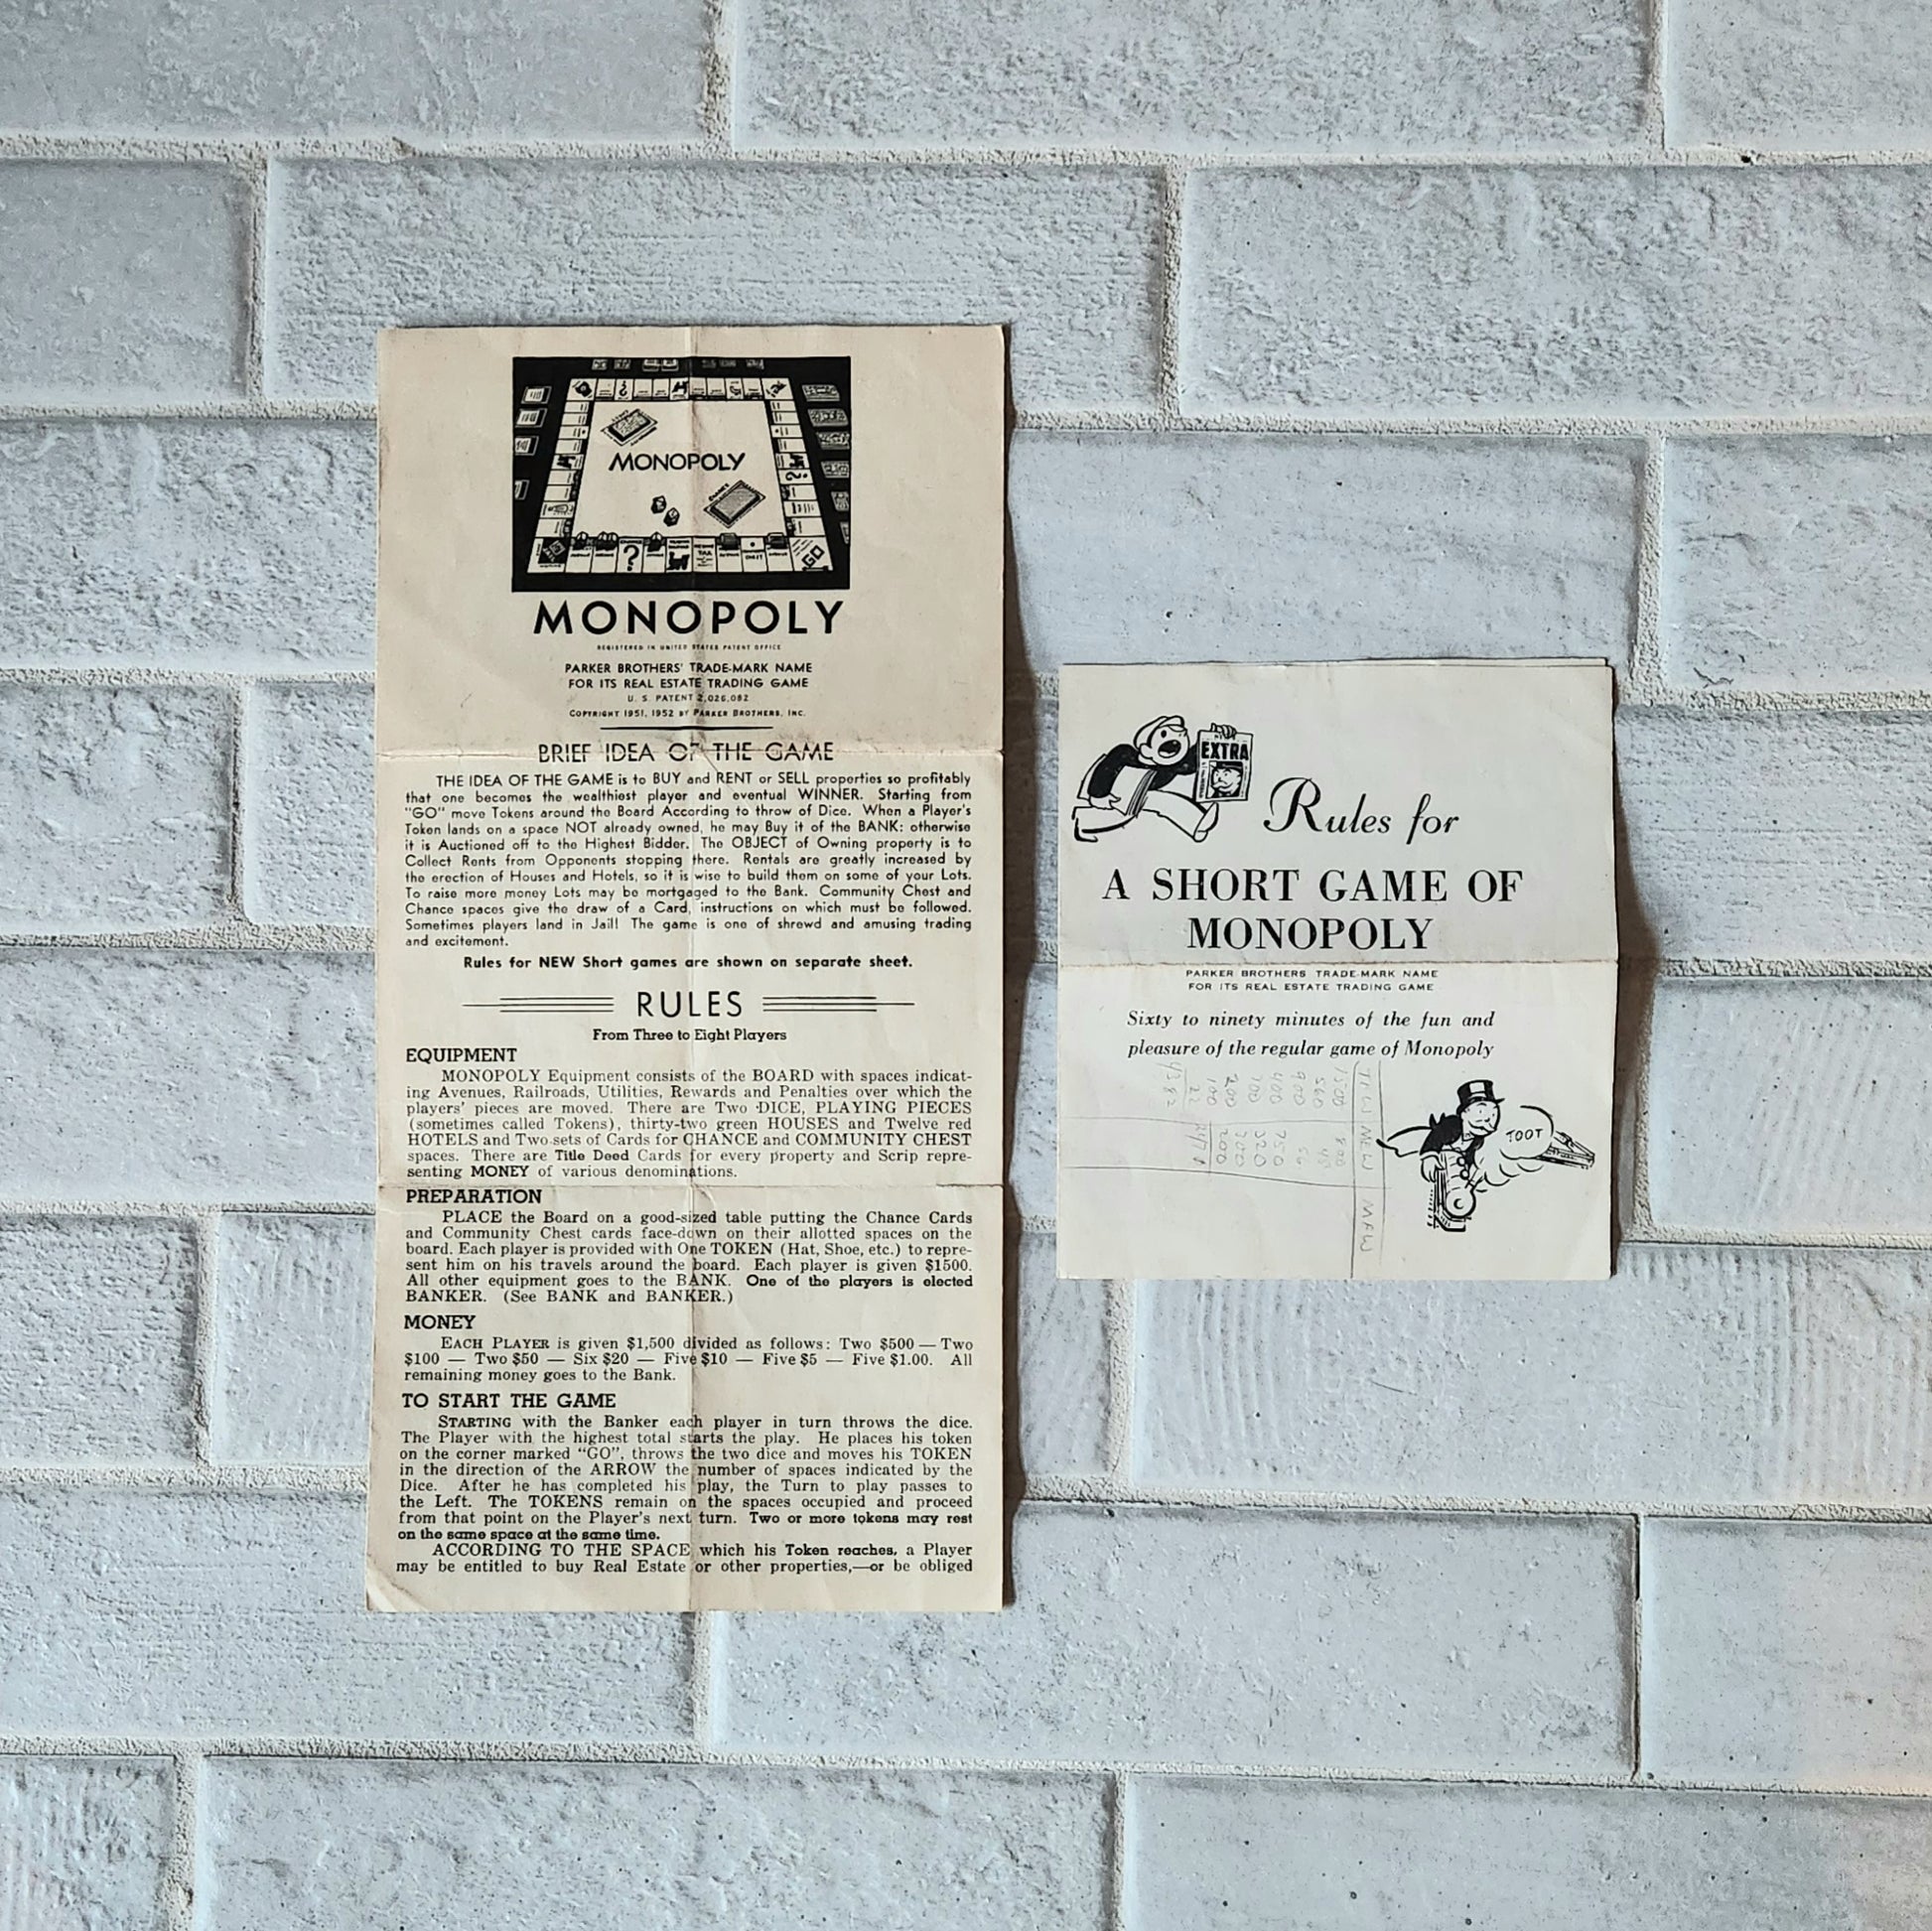 MONOPOLY
GO
MONOPOLY
REGISTERED IN UNITED STATES PATENT OFFICE
PARKER BROTHERS' TRADE-MARK NAME
FOR ITS REAL ESTATE TRADING GAME
U. S. PATENT 2,026,082
COPYRIGHT 1951, 1952 BY PARKER BROTHERS, INC.
BRIEF IDEA OF THE GAME
THE IDEA OF THE GAME is to BUY and RENT or SELL properties so profitably
that one becomes the wealthiest player and eventual WINNER. Starting from
"GO" move Tokens around the Board According to throw of Dice. When a Player's
Token lands on a space NOT already owned, he may Buy it of the BANK: otherwise
it is Auctioned off to the Highest Bidder. The OBJECT of Owning property is to
Collect Rents from Opponents stopping there. Rentals are greatly increased by
the erection of Houses and Hotels, so it is wise to build them on some of your Lots.
To raise more money Lots may be mortgaged to the Bank. Community Chest and
Chance spaces give the draw of a Card, instructions on which must be followed.
Sometimes players land in Jail! The game is one of shrewd and amusing trading
and excitement.
Rules for NEW Short games are shown on separate sheet.
RULES
From Three to Eight Players
EQUIPMENT
MONOPOLY Equipment consists of the BOARD with spaces indicat-
ing Avenues, Railroads, Utilities, Rewards and Penalties over which the
players' pieces are moved. There are Two DICE, PLAYING PIECES
(sometimes called Tokens), thirty-two green HOUSES and Twelve red
HOTELS and Two sets of Cards for CHANCE and COMMUNITY CHEST
spaces. There are Title Deed Cards for every property and Scrip repre-
senting MONEY of various denominations.
PREPARATION
PLACE the Board on a good-sized table putting the Chance Cards
and Community Chest cards face-down on their allotted spaces on the
board. Each player is provided with One TOKEN (Hat, Shoe, etc.) to repre-
sent him on his travels around the board. Each player is given $1500.
All other equipment goes to the BANK. One of the players is elected
BANKER. (See BANK and BANKER.)
MONEY
EACH PLAYER is given $1,500 divided as follows: Two $500 — Two
$100 — Two $50 — Six $20 — Five $10 — Five $5 — Five $1.00. All
remaining money goes to the Bank.
TO START THE GAME
STARTING with the Banker each player in turn throws the dice.
The Player with the highest total starts the play. He places his token
on the corner marked "GO", throws the two dice and moves his TOKEN
in the direction of the ARROW the number of spaces indicated by the
Dice. After he has completed his play, the Turn to play passes to
the Left. The TOKENS remain on the spaces occupied and proceed
from that point on the Player's next turn. Two or more tokens may rest
on the same space at the same time.
ACCORDING TO THE SPACE which his Token reaches, a Player
may be entitled to buy Real Estate or other properties,—or be obliged
EXTRA
Rules for
A SHORT GAME OF
MONOPOLY
PARKER BROTHERS TRADE-MARK NAME
FOR ITS REAL ESTATE TRADING GAME
Sixty to ninety minutes of the fun and
pleasure of the regular game of Monopoly
TOOT